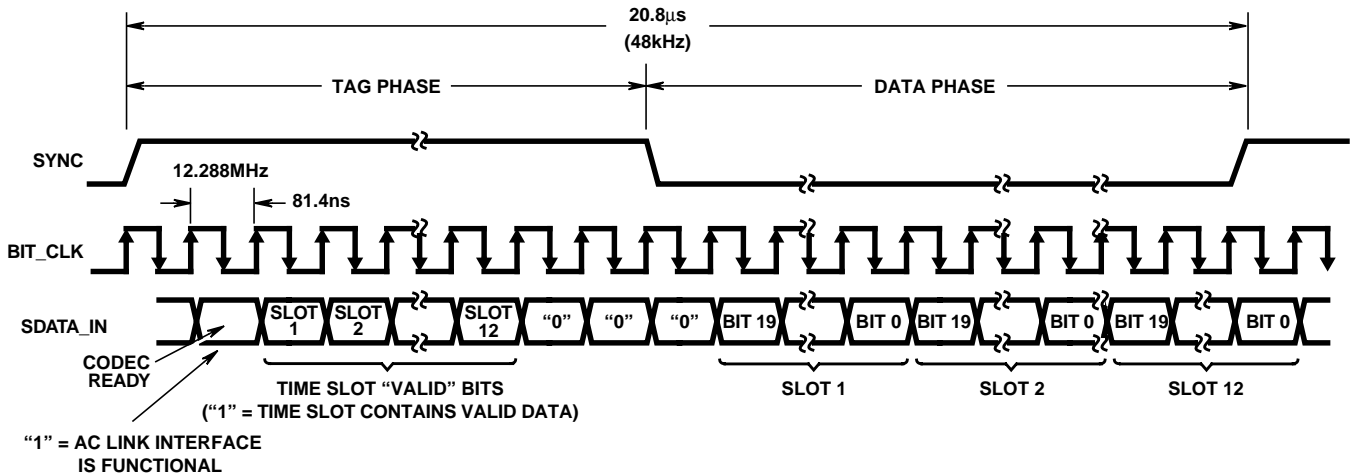 20.8μs
(48kHz)
TAG PHASE
DATA PHASE
SYNC
12.288MHz
81.4ns
BIT_CLK
SDATA_IN
SLOT 1
SLOT 2
SLOT 12
“0”
“0”
“0”
BIT 19
BIT 0
BIT 19
BIT 0
BIT 19
BIT 0
CODEC
READY
TIME SLOT “VALID” BITS
(“1” = TIME SLOT CONTAINS VALID DATA)
SLOT 1
SLOT 2
SLOT 12
“1” = AC LINK INTERFACE
IS FUNCTIONAL